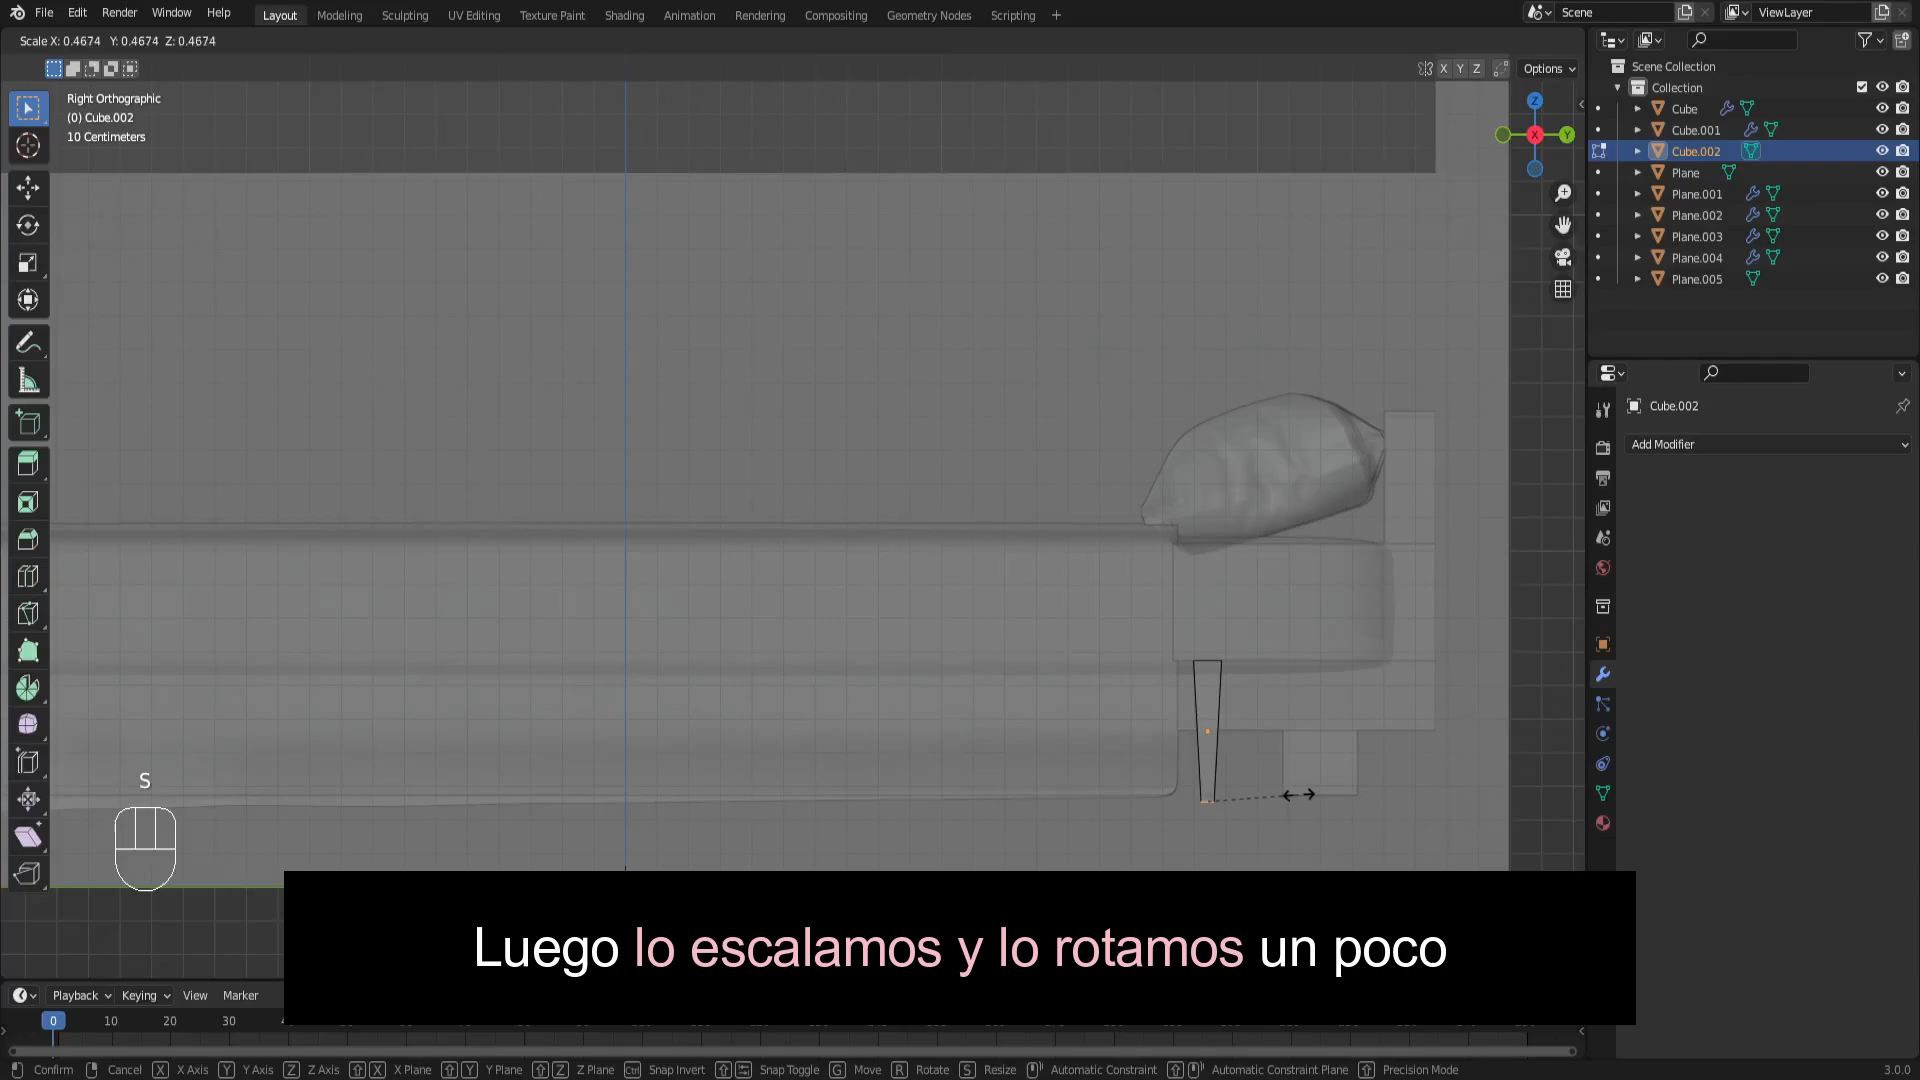 File Edit Render Window Help Layout Modeling Sculpting UV Editing Texture Paint Shading Animation Rendering Compositing Geometry Nodes Scripting + Scene ViewLayer
Scale X: 0.4674 Y: 0.4674 Z: 0.4674
X Y Z Options
Right Orthographic
(0) Cube.002
10 Centimeters
Z
X Y
Scene Collection
Collection
Cube
Cube.001
Cube.002
Plane
Plane.001
Plane.002
Plane.003
Plane.004
Plane.005
Cube.002
Add Modifier
S
Luego lo escalamos y lo rotamos un poco
Playback Keying View Marker
0 10 20 30
Confirm Cancel X X Axis Y Y Axis Z Z Axis X X Plane Y Y Plane Z Z Plane Ctrl Snap Invert Snap Toggle G Move R Rotate S Resize Automatic Constraint Automatic Constraint Plane Precision Mode 3.0.0